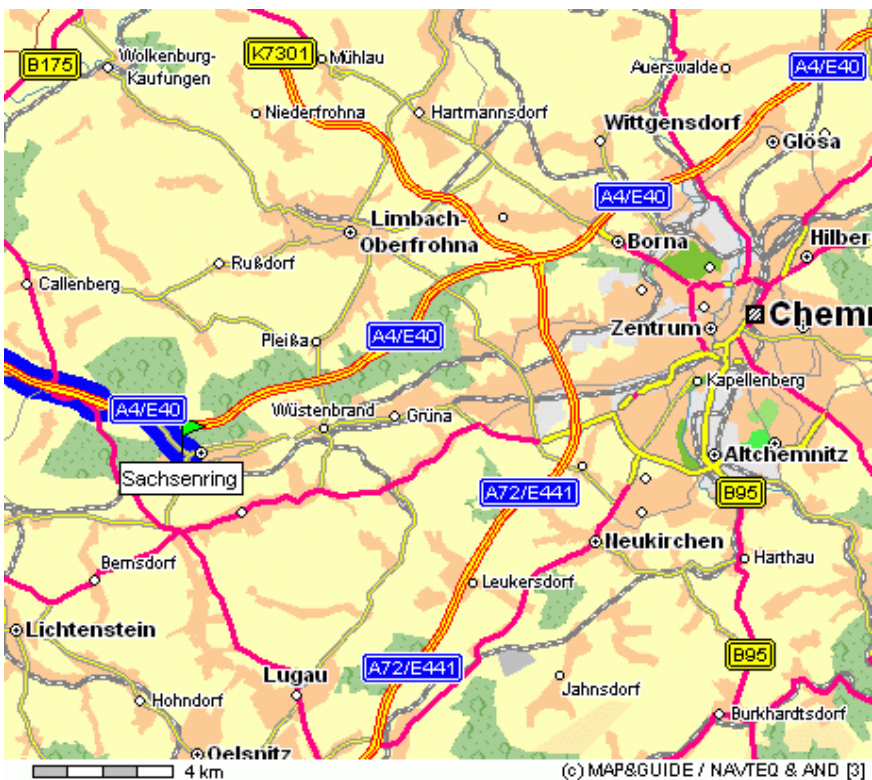 Wolkenburg-
Kaufungen
B175
K7301
Mühlau
Auerswalde
A4/E40
Niederfrohna
Hartmannsdorf
Wittgensdorf
Glösa
A4/E40
Limbach-
Oberfrohna
Borna
Hilber
Rußdorf
Callenberg
Chemn
Zentrum
A4/E40
Pleißa
Kapellenberg
A4/E40
Wüstenbrand
Grüna
Altchemnitz
Sachsenring
A72/E441
B95
Neukirchen
Harthau
Bernsdorf
Leukersdorf
Lichtenstein
B95
A72/E441
Lugau
Jahnsdorf
Hohndorf
Burkhardtsdorf
Oelsnitz
4 km
(c) MAP&GUIDE / NAVTEQ & AND [3]